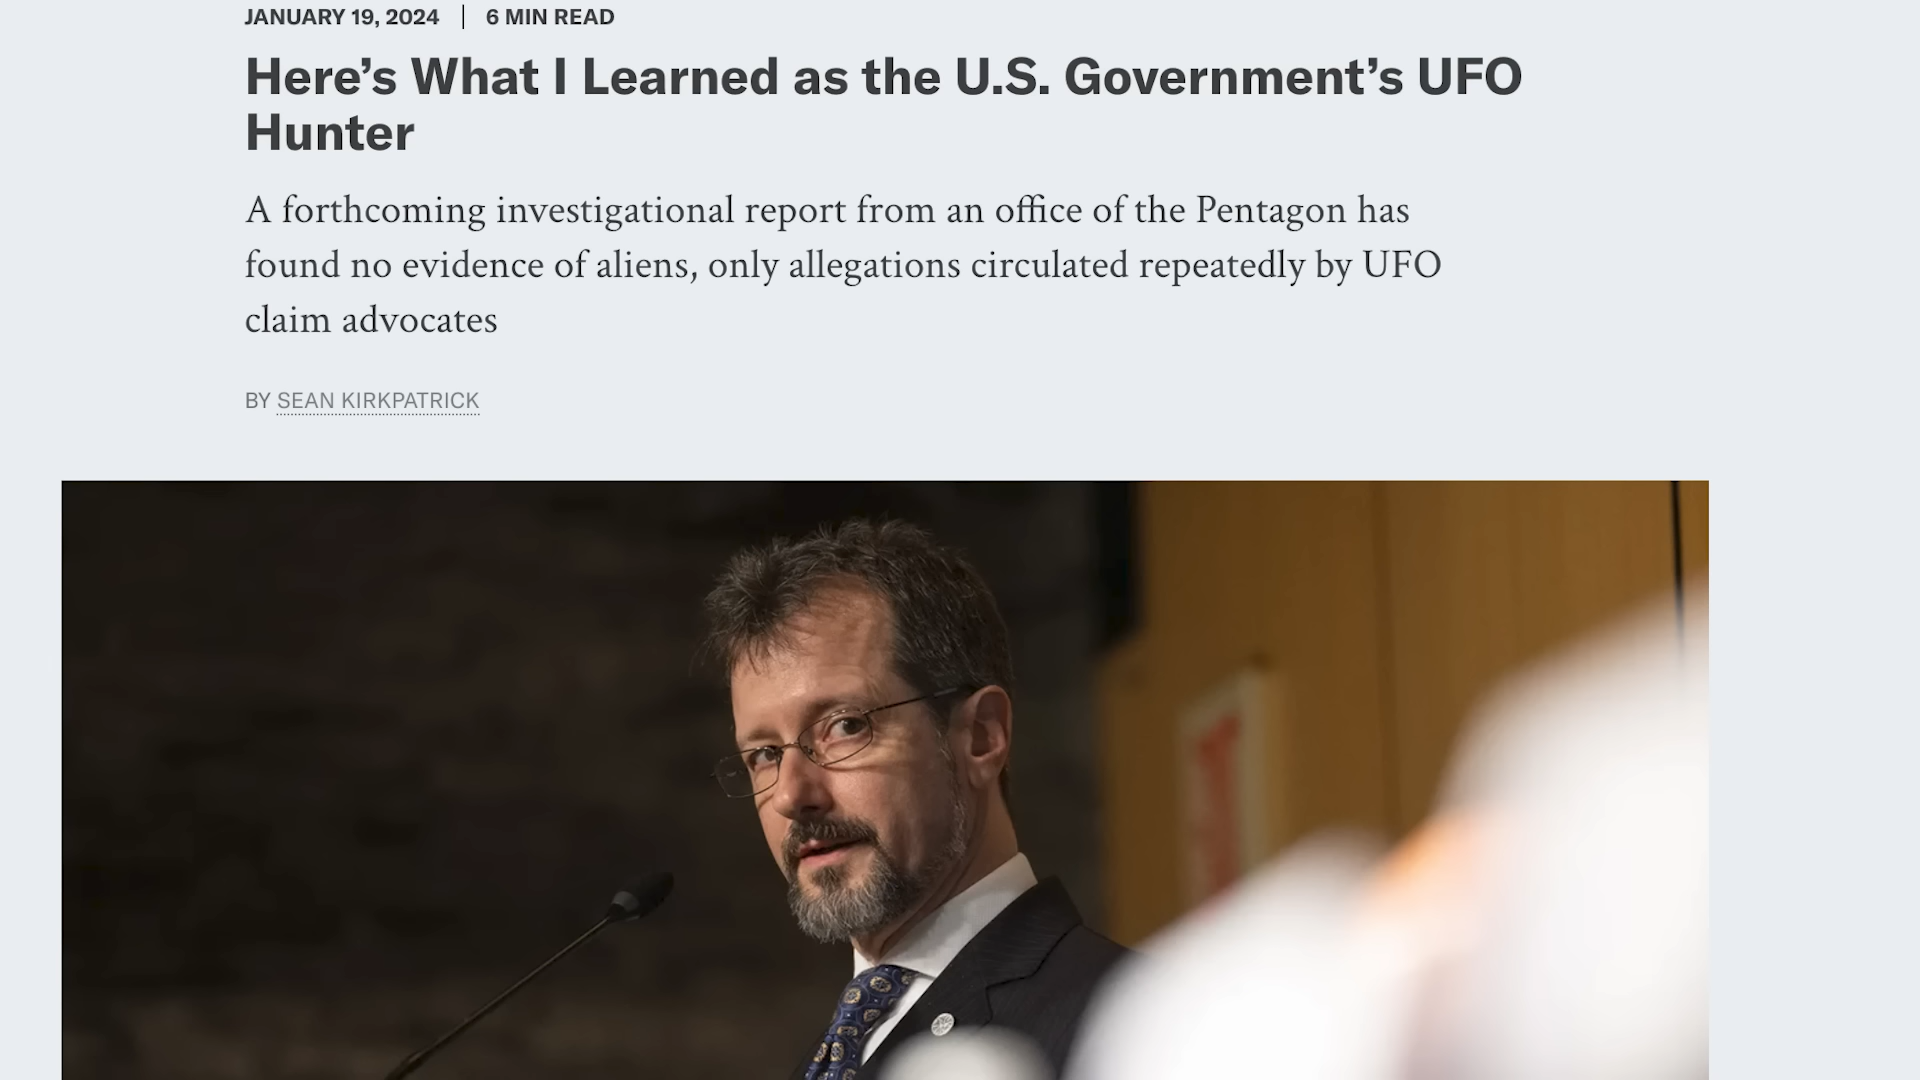 JANUARY 19, 2024 | 6 MIN READ
Here’s What I Learned as the U.S. Government’s UFO
Hunter
A forthcoming investigational report from an office of the Pentagon has
found no evidence of aliens, only allegations circulated repeatedly by UFO
claim advocates
BY SEAN KIRKPATRICK